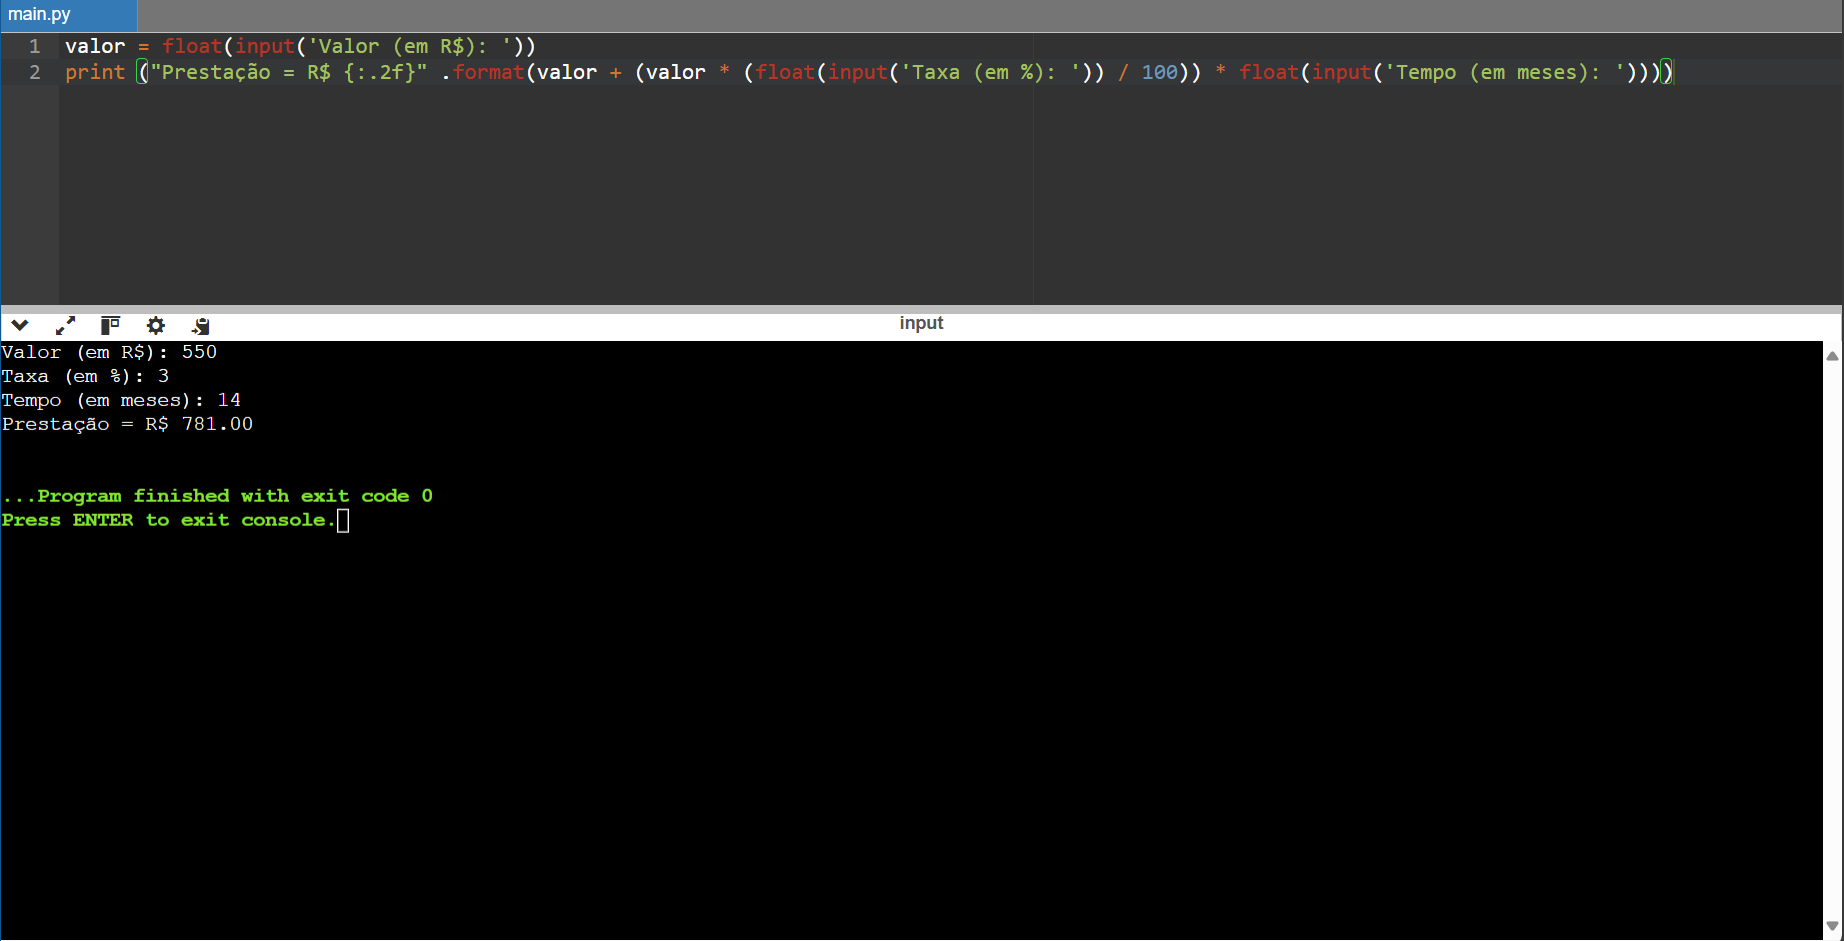 main.py
1 valor = float(input('Valor (em R$): '))
2 print ("Prestação = R$ {:.2f}" .format(valor + (valor * (float(input('Taxa (em %): ')) / 100)) * float(input('Tempo (em meses): '))))
input
Valor (em R$): 550
Taxa (em %): 3
Tempo (em meses): 14
Prestação = R$ 781.00
...Program finished with exit code 0
Press ENTER to exit console.